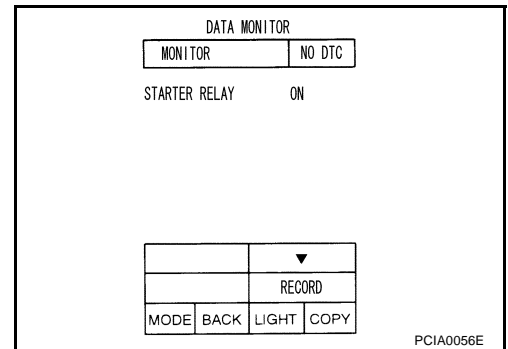 DATA MONITOR
MONITOR NO DTC
STARTER RELAY ON
▼
RECORD
MODE BACK LIGHT COPY
PCIA0056E